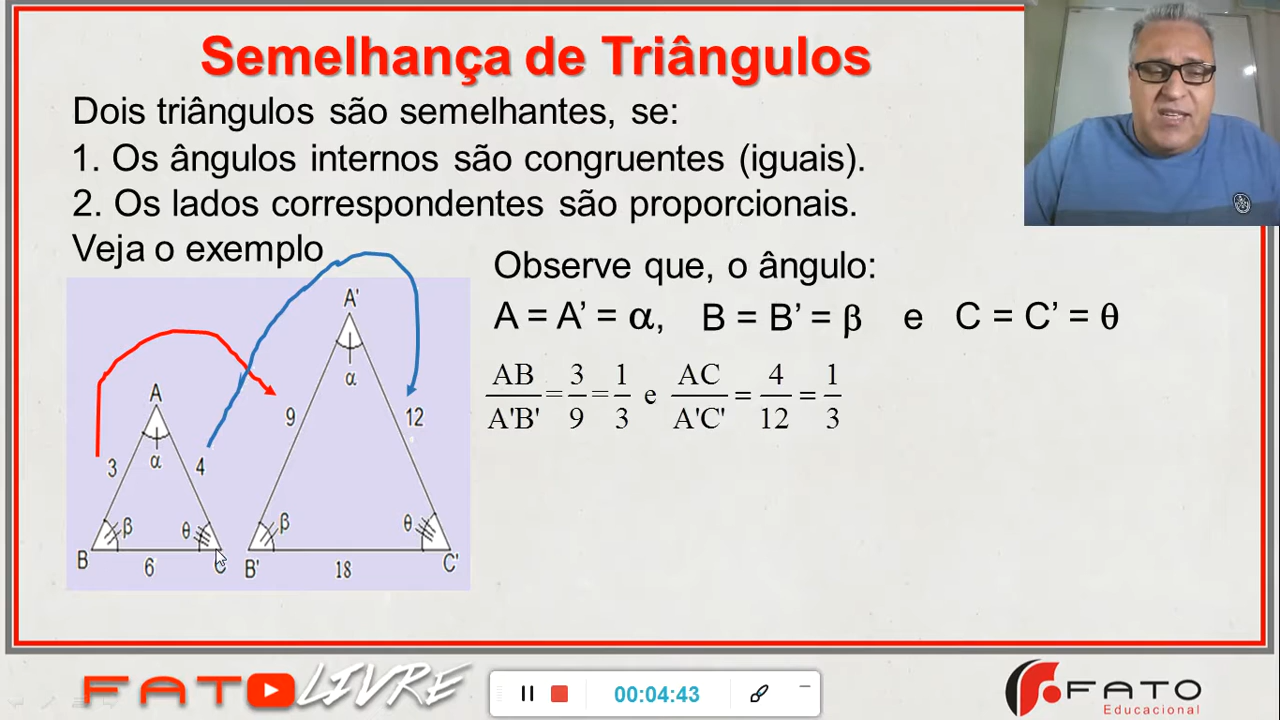 Semelhança de Triângulos
Dois triângulos são semelhantes, se:
1. Os ângulos internos são congruentes (iguais).
2. Os lados correspondentes são proporcionais.
Veja o exemplo
Observe que, o ângulo:
A = A’ = α, B = B’ = β e C = C’ = θ
AB/A'B' = 3/9 = 1/3 e AC/A'C' = 4/12 = 1/3
A'
α
9
12
A
α
3
4
β
θ
β
θ
B
6
C
B'
18
C'
FATO LIVRE
00:04:43
FATO
Educacional